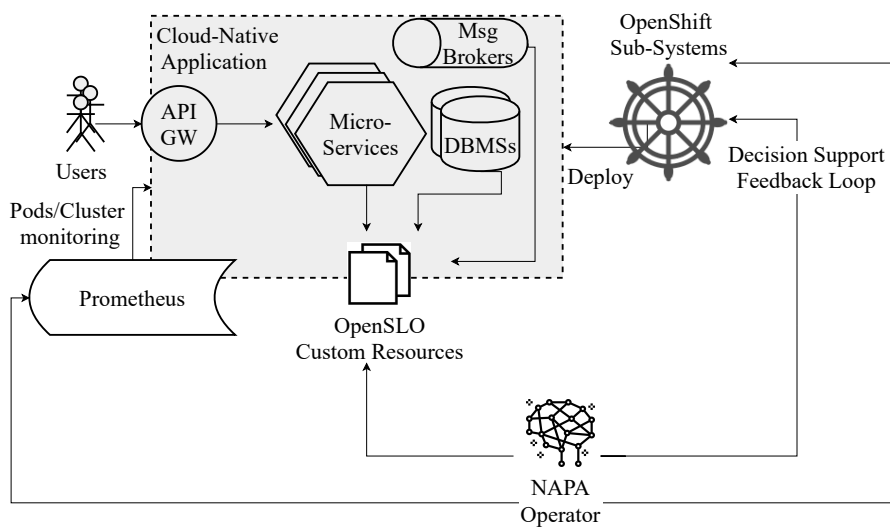 Cloud-Native
Application
Msg
Brokers
OpenShift
Sub-Systems
API
GW
Micro-
Services
DBMSs
Users
Deploy
Decision Support
Feedback Loop
Pods/Cluster
monitoring
Prometheus
OpenSLO
Custom Resources
NAPA
Operator